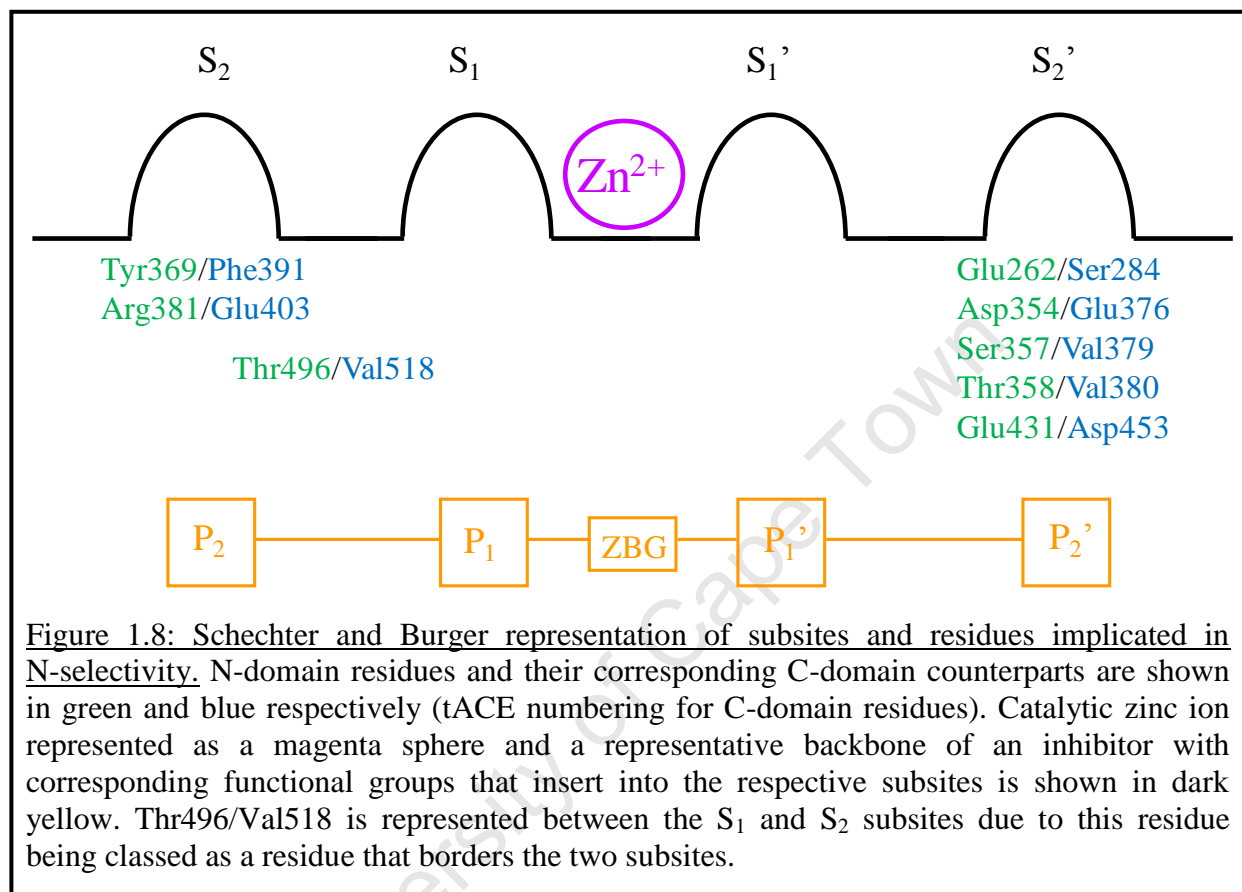 S₂ S₁ S₁’ S₂’
Zn²⁺
Tyr369/Phe391
Arg381/Glu403
Thr496/Val518
Glu262/Ser284
Asp354/Glu376
Ser357/Val379
Thr358/Val380
Glu431/Asp453
P₂ P₁ ZBG P₁’ P₂’
Figure 1.8: Schechter and Burger representation of subsites and residues implicated in
N-selectivity. N-domain residues and their corresponding C-domain counterparts are shown
in green and blue respectively (tACE numbering for C-domain residues). Catalytic zinc ion
represented as a magenta sphere and a representative backbone of an inhibitor with
corresponding functional groups that insert into the respective subsites is shown in dark
yellow. Thr496/Val518 is represented between the S₁ and S₂ subsites due to this residue
being classed as a residue that borders the two subsites.
ersity of Cape Town